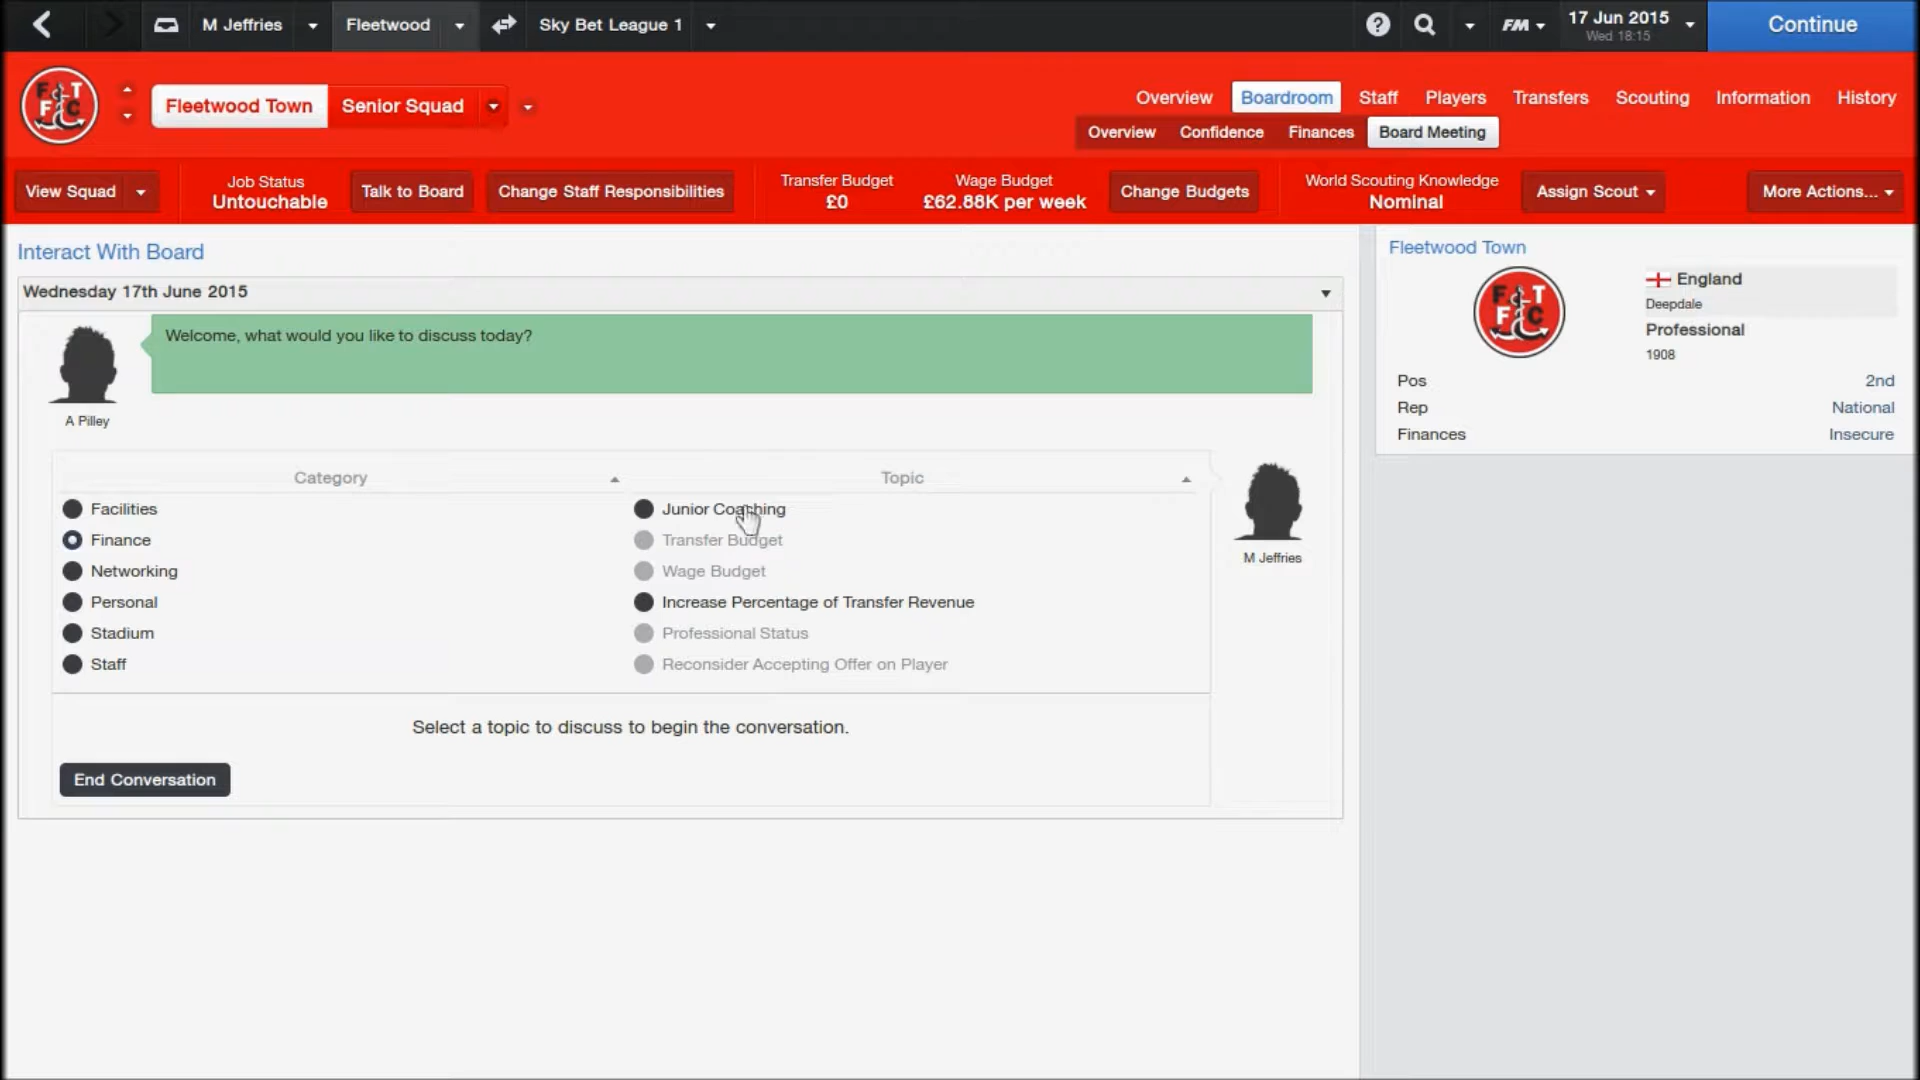 M Jeffries
Fleetwood
Sky Bet League 1
FM
17 Jun 2015
Wed 18:15
Continue
Fleetwood Town
Senior Squad
Overview
Boardroom
Staff
Players
Transfers
Scouting
Information
History
Overview
Confidence
Finances
Board Meeting
View Squad
Job Status
Untouchable
Talk to Board
Change Staff Responsibilities
Transfer Budget
£0
Wage Budget
£62.88K per week
Change Budgets
World Scouting Knowledge
Nominal
Assign Scout
More Actions...
Interact With Board
Wednesday 17th June 2015
Welcome, what would you like to discuss today?
A Pilley
Category
Topic
Facilities
Finance
Networking
Personal
Stadium
Staff
Junior Coaching
Transfer Budget
Wage Budget
Increase Percentage of Transfer Revenue
Professional Status
Reconsider Accepting Offer on Player
M Jeffries
Select a topic to discuss to begin the conversation.
End Conversation
Fleetwood Town
F T
F C
England
Deepdale
Professional
1908
Pos
2nd
Rep
National
Finances
Insecure